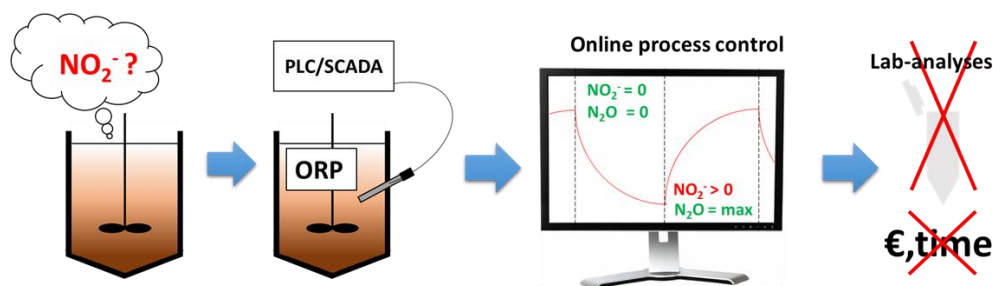 NO₂⁻ ?
PLC/SCADA
ORP
Online process control
NO₂⁻ = 0
N₂O = 0
NO₂⁻ > 0
N₂O = max
Lab-analyses
€,time